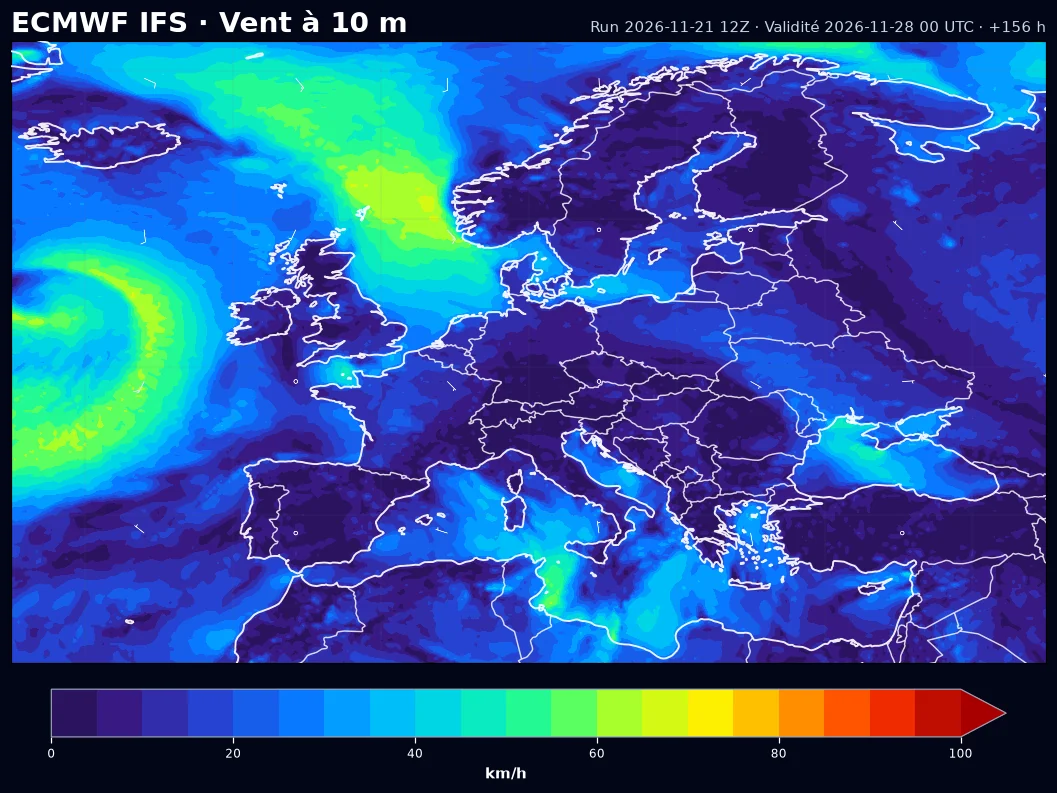 ECMWF IFS · Vent à 10 m
Run 2026-11-21 12Z · Validité 2026-11-28 00 UTC · +156 h
0 20 40 60 80 100
km/h